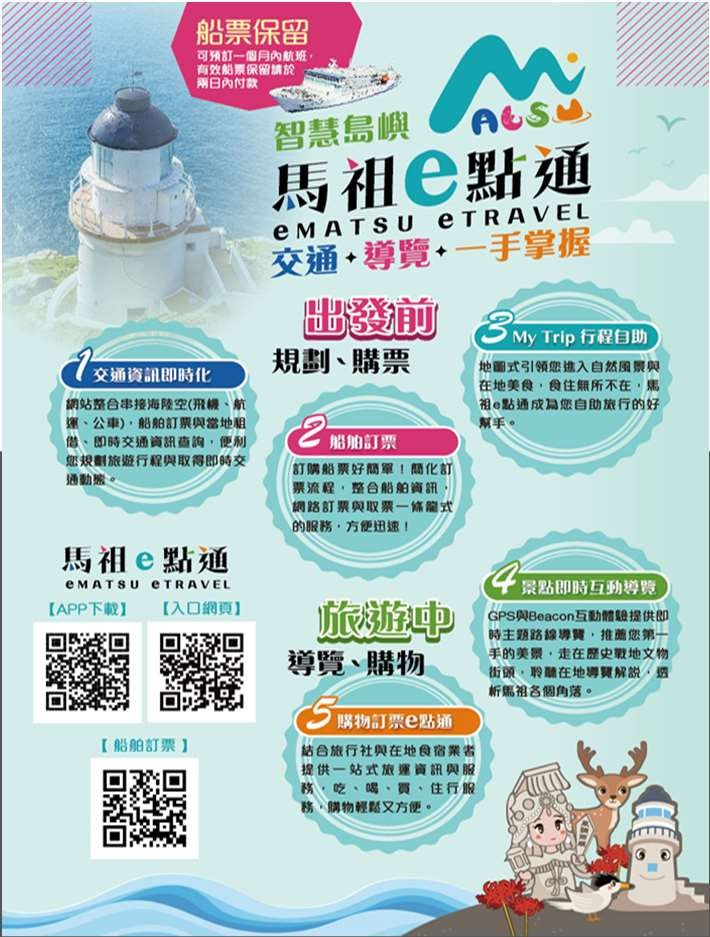 船票保留
可預訂一個月內航班，
有效船票保留請於
兩日內付款
MATSU
智慧島嶼
馬祖e點通
eMATSU eTRAVEL
交通✦導覽✦一手掌握
出發前
規劃、購票
1 交通資訊即時化
網站整合串接海陸空(飛機、航
運、公車)，船舶訂票與當地租
借、即時交通資訊查詢，便利
您規劃旅遊行程與取得即時交
通動態。
2 船舶訂票
訂購船票好簡單！簡化訂
票流程，整合船舶資訊，
網路訂票與取票一條龍式
的服務，方便迅速！
3 My Trip 行程自助
地圖式引領您進入自然風景與
在地美食，食住無所不在，馬
祖e點通成為您自助旅行的好
幫手。
馬祖e點通
eMATSU eTRAVEL
【APP下載】
【入口網頁】
【船舶訂票】
旅遊中
導覽、購物
4 景點即時互動導覽
GPS與Beacon互動體驗提供即
時主題路線導覽，推薦您第一
手的美景，走在歷史戰地文物
街頭，聆聽在地導覽解說，透
析馬祖各個角落。
5 購物訂票e點通
結合旅行社與在地食宿業者
提供一站式旅運資訊與服
務，吃、喝、買、住行服
務，購物輕鬆又方便。